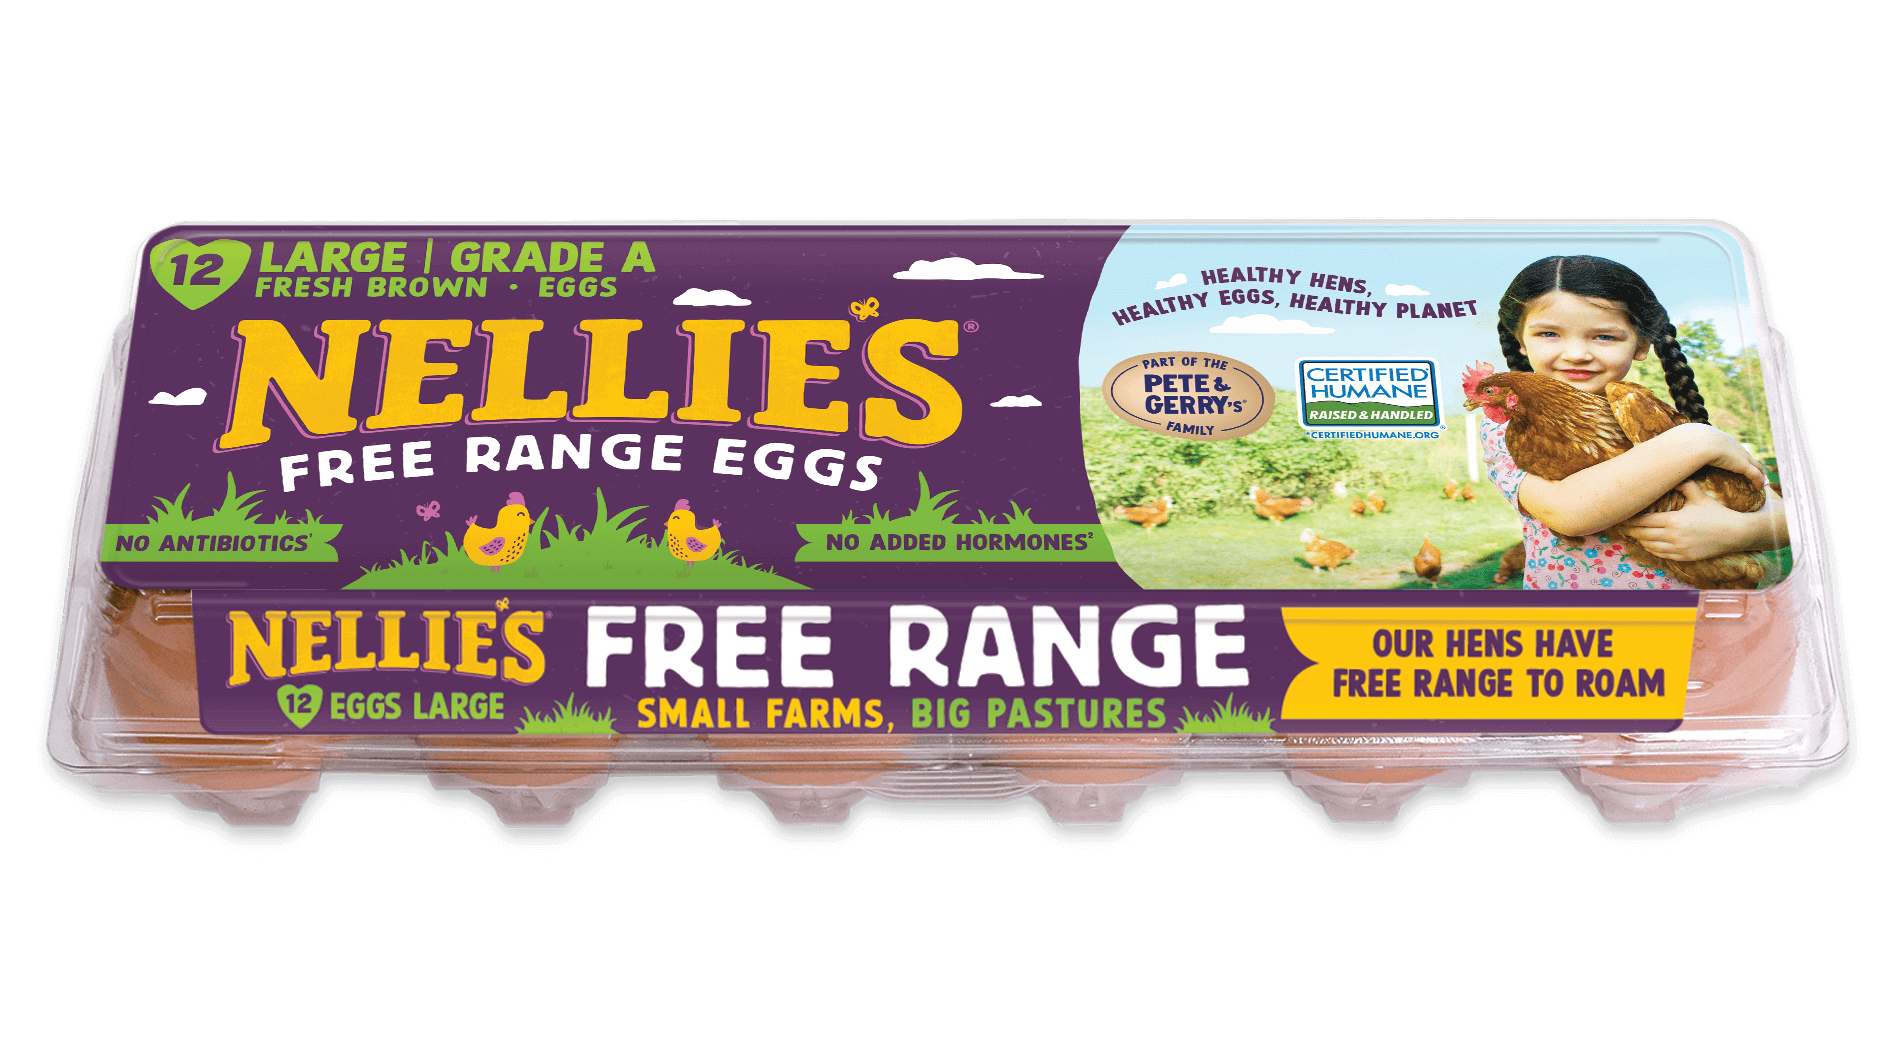 12
LARGE | GRADE A
FRESH BROWN · EGGS
NELLIE'S®
FREE RANGE EGGS
NO ANTIBIOTICS¹
NO ADDED HORMONES²
HEALTHY HENS,
HEALTHY EGGS, HEALTHY PLANET
PART OF THE
PETE &
GERRY'S®
FAMILY
CERTIFIED
HUMANE
RAISED & HANDLED®
*CERTIFIEDHUMANE.ORG
NELLIE'S®
12 EGGS LARGE
FREE RANGE
SMALL FARMS, BIG PASTURES
OUR HENS HAVE
FREE RANGE TO ROAM